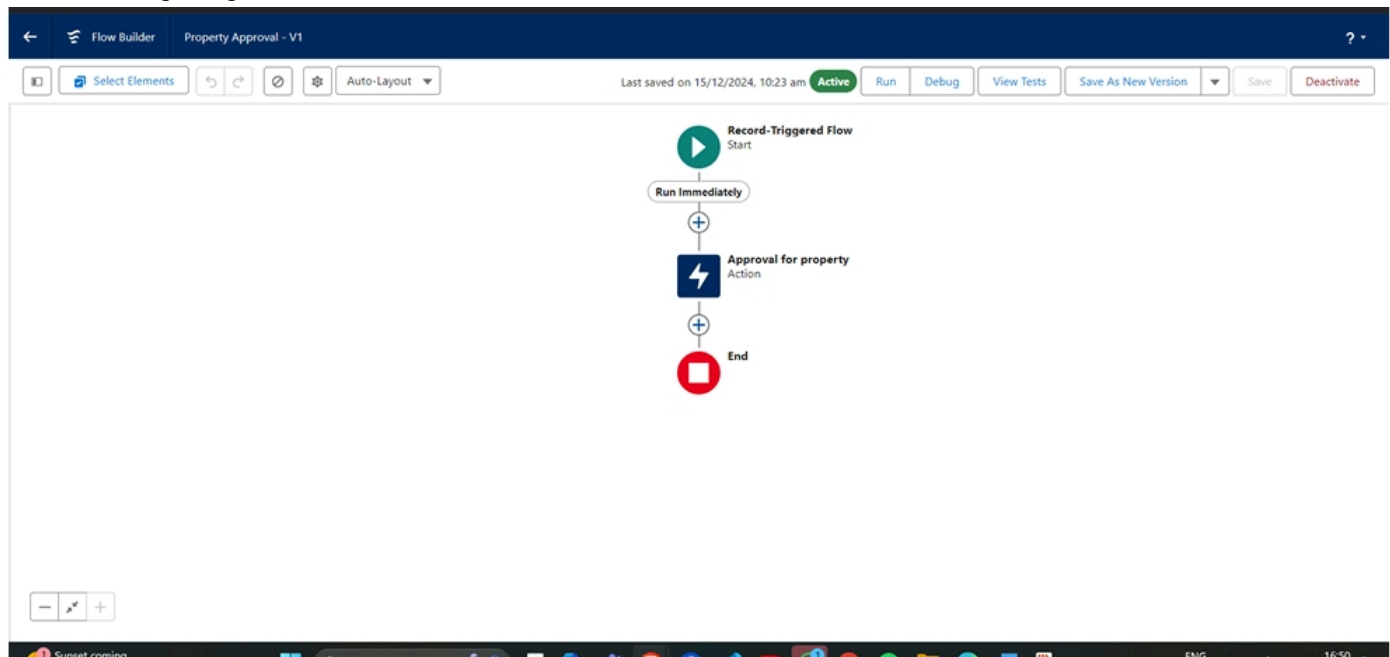 Flow Builder Property Approval - V1 ?
Select Elements Auto-Layout Last saved on 15/12/2024, 10:23 am Active Run Debug View Tests Save As New Version Save Deactivate
Record-Triggered Flow
Start
Run Immediately
Approval for property
Action
End
1 Sunset coming 1 ENG 16:50